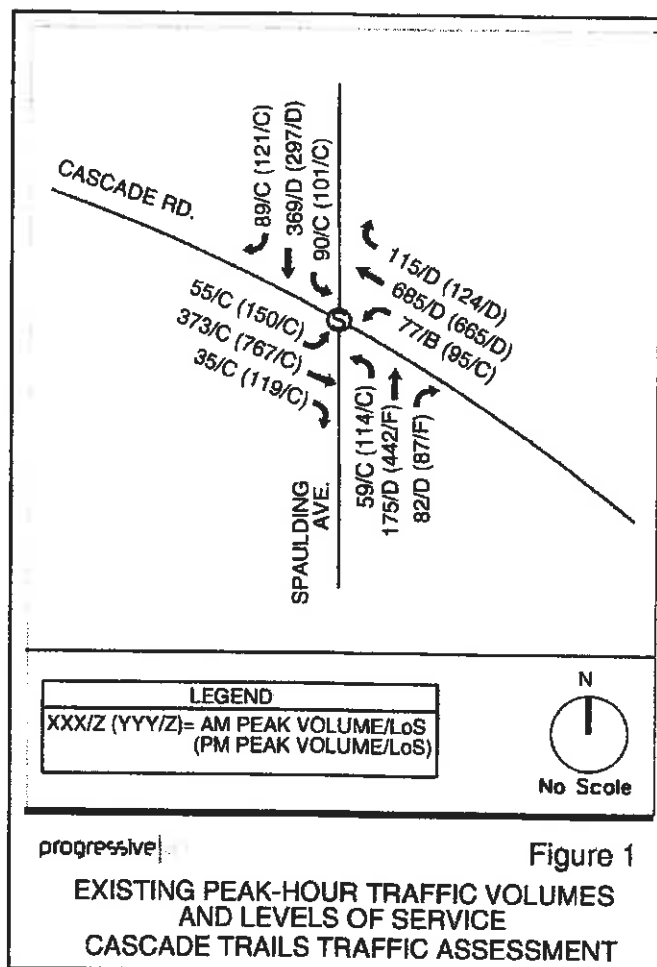 CASCADE RD.
89/C (121/C)
369/D (297/D)
90/C (101/C)
115/D (124/D)
685/D (665/D)
77/B (95/C)
55/C (150/C)
373/C (767/C)
35/C (119/C)
S
59/C (114/C)
175/D (442/F)
82/D (87/F)
SPAULDING
AVE.
LEGEND
XXX/Z (YYY/Z)= AM PEAK VOLUME/LoS
(PM PEAK VOLUME/LoS)
N
No Scale
progressive
Figure 1
EXISTING PEAK-HOUR TRAFFIC VOLUMES
AND LEVELS OF SERVICE
CASCADE TRAILS TRAFFIC ASSESSMENT